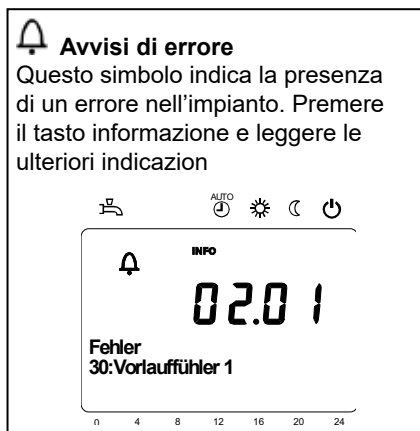 Avvisi di errore
Questo simbolo indica la presenza
di un errore nell'impianto. Premere
il tasto informazione e leggere le
ulteriori indicazion
AUTO
INFO
02.01
Fehler
30:Vorlauffühler 1
0 4 8 12 16 20 24